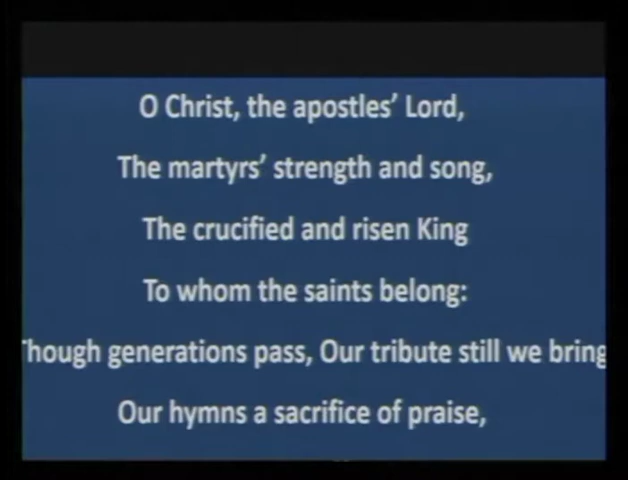 O Christ, the apostles’ Lord,
The martyrs’ strength and song,
The crucified and risen King
To whom the saints belong:
Though generations pass, Our tribute still we bring
Our hymns a sacrifice of praise,